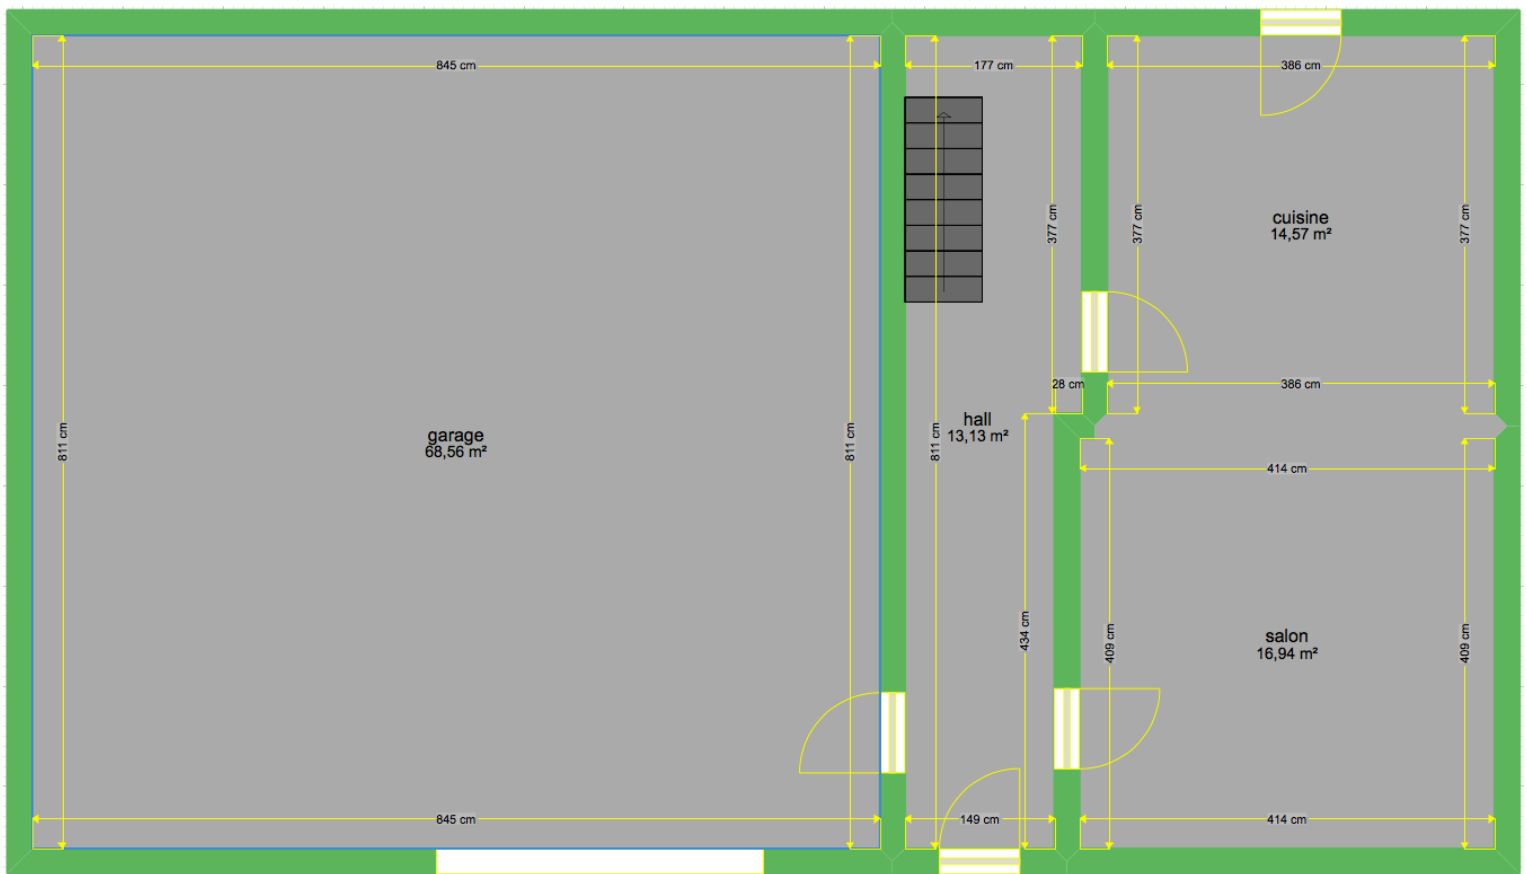 845 cm
177 cm
386 cm
377 cm
377 cm
377 cm
cuisine
14,57 m²
28 cm
386 cm
hall
13,13 m²
garage
68,56 m²
811 cm
811 cm
811 cm
414 cm
434 cm
409 cm
409 cm
salon
16,94 m²
845 cm
149 cm
414 cm